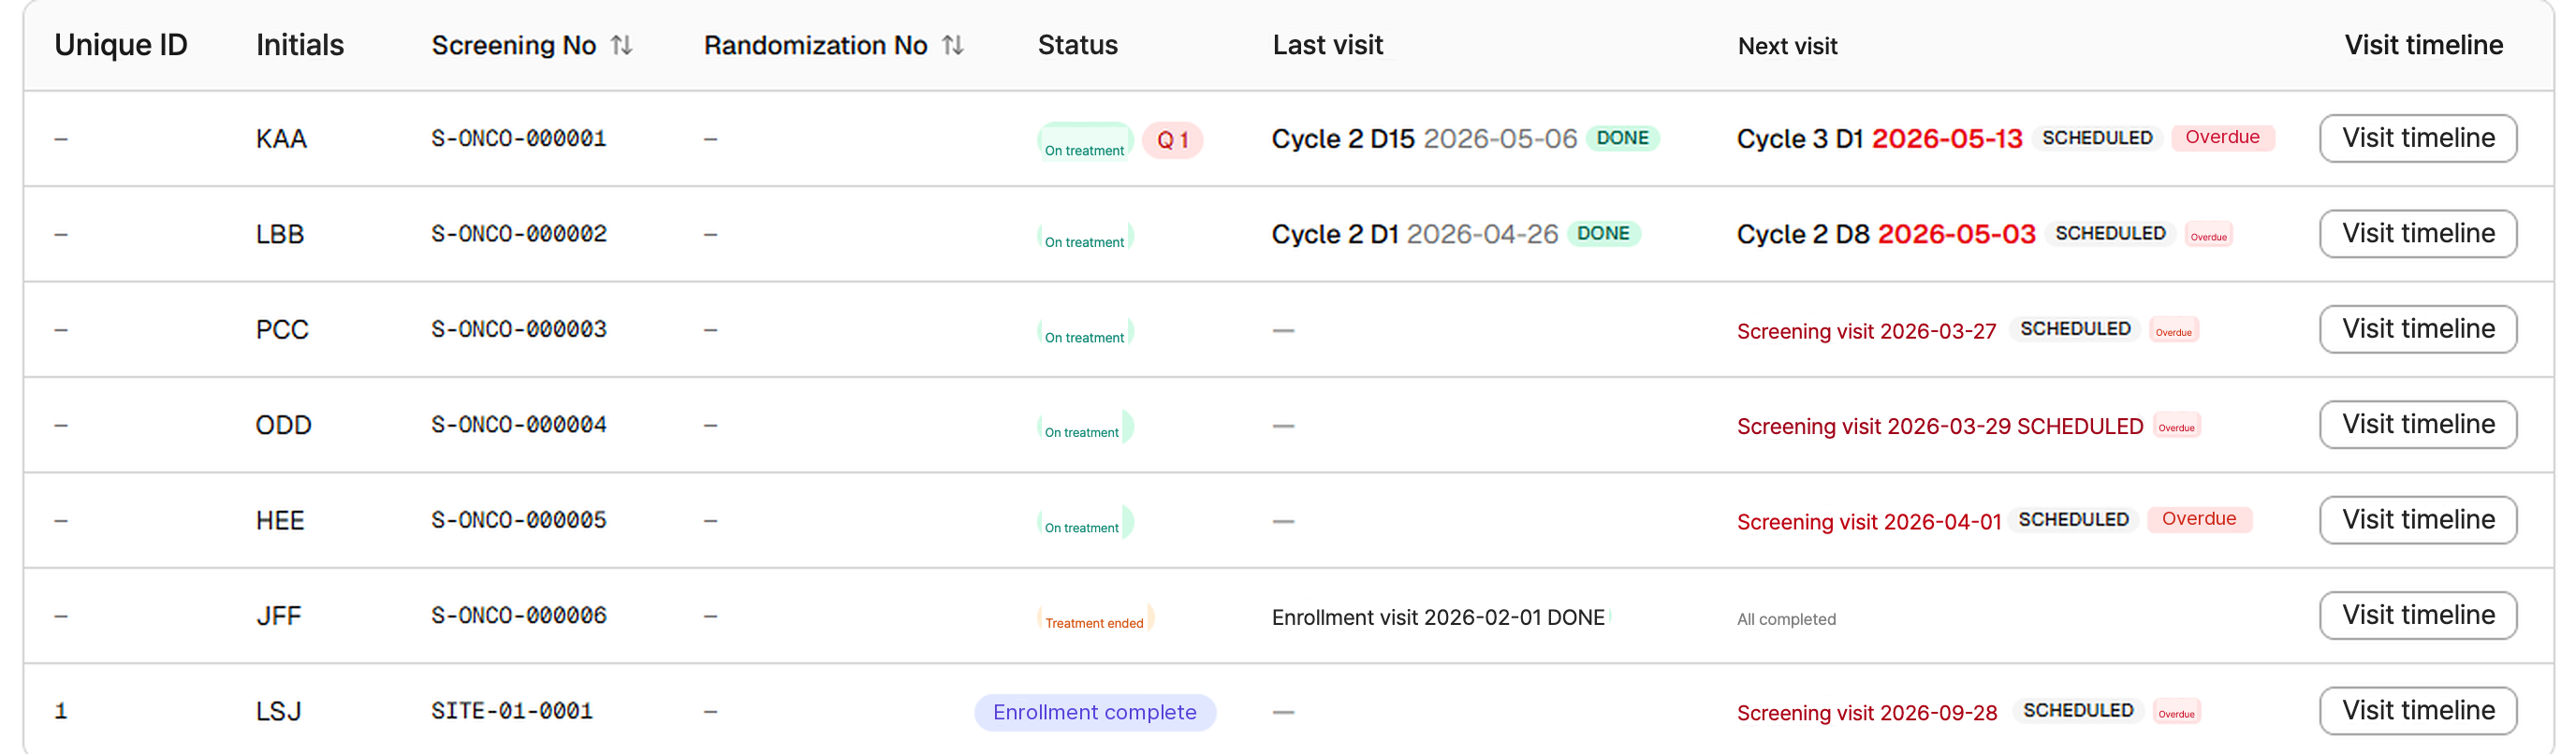 Unique ID Initials Screening No Randomization No Status Last visit Next visit Visit timeline
– KAA S-ONCO-000001 – On treatment Q 1 Cycle 2 D15 2026-05-06 DONE Cycle 3 D1 2026-05-13 SCHEDULED Overdue Visit timeline
– LBB S-ONCO-000002 – On treatment Cycle 2 D1 2026-04-26 DONE Cycle 2 D8 2026-05-03 SCHEDULED Overdue Visit timeline
– PCC S-ONCO-000003 – On treatment — Screening visit 2026-03-27 SCHEDULED Overdue Visit timeline
– ODD S-ONCO-000004 – On treatment — Screening visit 2026-03-29 SCHEDULED Overdue Visit timeline
– HEE S-ONCO-000005 – On treatment — Screening visit 2026-04-01 SCHEDULED Overdue Visit timeline
– JFF S-ONCO-000006 – Treatment ended Enrollment visit 2026-02-01 DONE All completed Visit timeline
1 LSJ SITE-01-0001 – Enrollment complete — Screening visit 2026-09-28 SCHEDULED Overdue Visit timeline